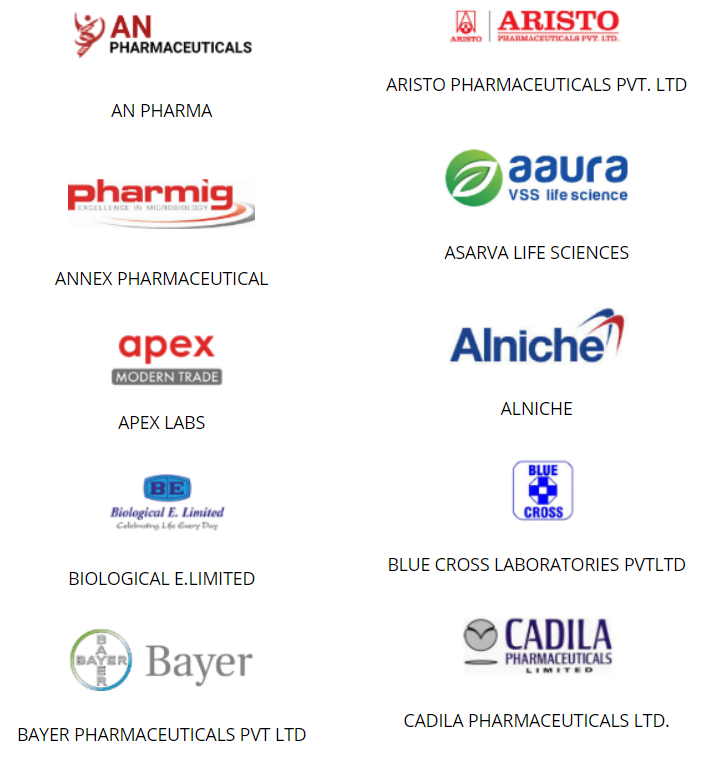 AN
PHARMACEUTICALS
AN PHARMA
ARISTO
ARISTO
PHARMACEUTICALS PVT. LTD.
ARISTO PHARMACEUTICALS PVT. LTD
pharmig
EXCELLENCE IN MICROBIOLOGY
ANNEX PHARMACEUTICAL
aaura
VSS life science
ASARVA LIFE SCIENCES
apex
MODERN TRADE
APEX LABS
Alniche
ALNICHE
BE
Biological E. Limited
Celebrating Life Every Day
BIOLOGICAL E.LIMITED
BLUE
CROSS
BLUE CROSS LABORATORIES PVTLTD
BAYER
BAYER
Bayer
BAYER PHARMACEUTICALS PVT LTD
CADILA
PHARMACEUTICALS
LIMITED
CADILA PHARMACEUTICALS LTD.